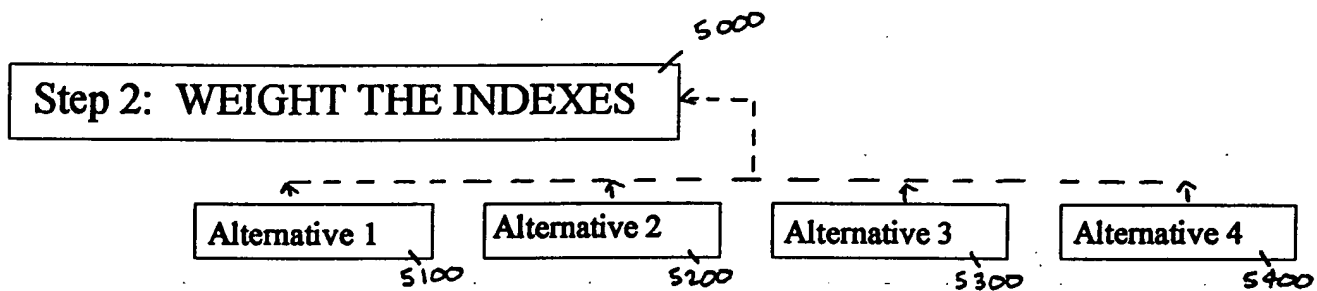 5000
Step 2: WEIGHT THE INDEXES
Alternative 1
Alternative 2
Alternative 3
Alternative 4
5100
5200
5300
5400